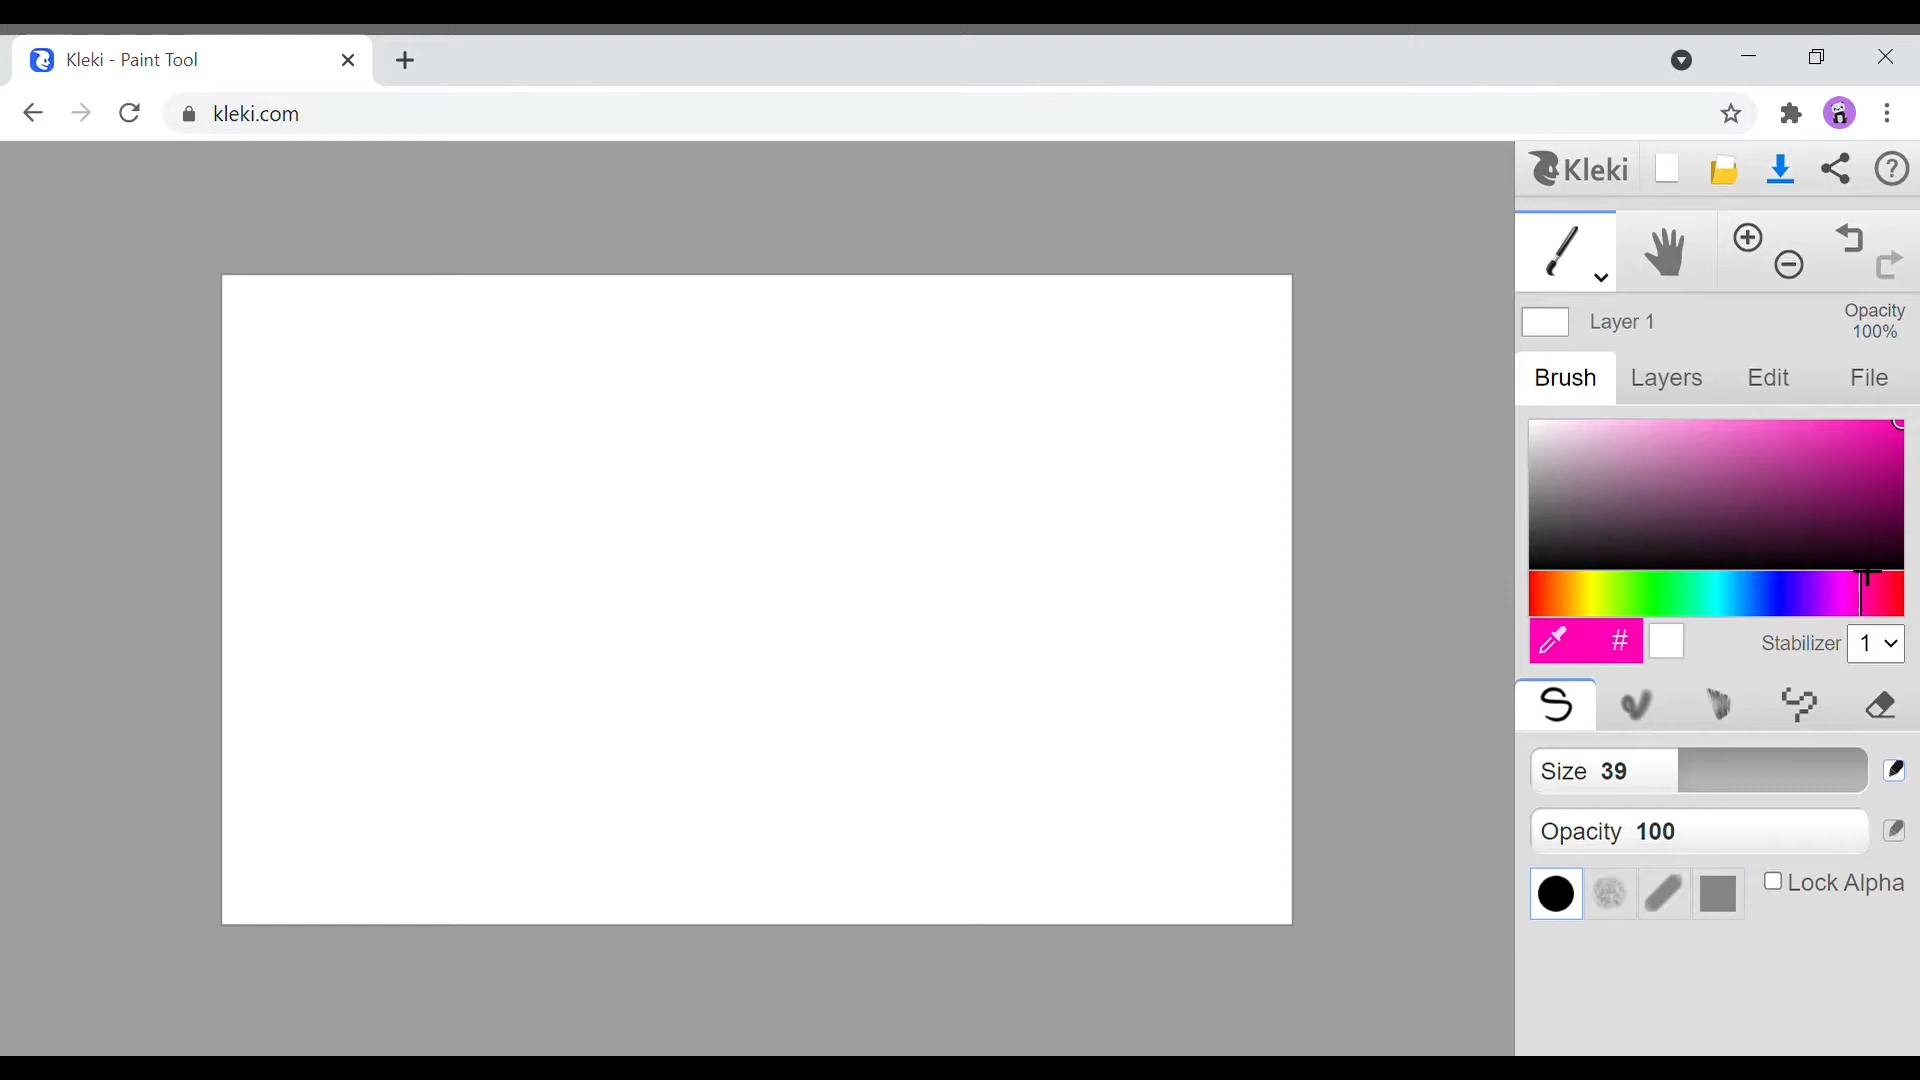 Kleki - Paint Tool
kleki.com
Kleki
Layer 1
Opacity
100%
Brush Layers Edit File
# Stabilizer 1
Size 39
Opacity 100
Lock Alpha